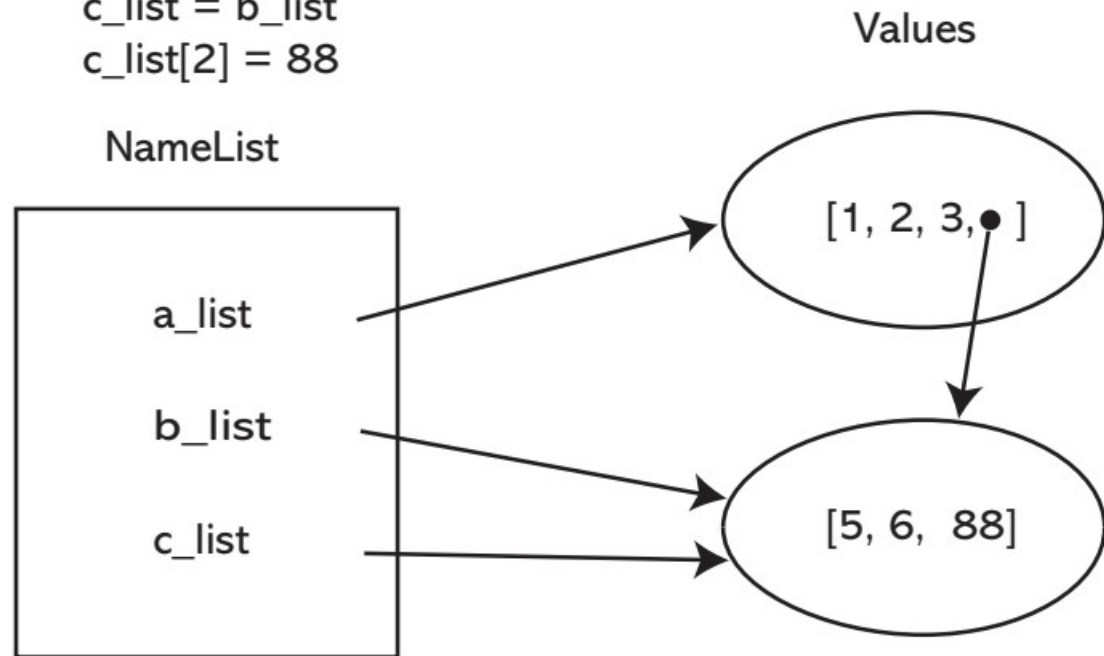 c_list = b_list
c_list[2] = 88
Values
NameList
[1, 2, 3, ]
a_list
b_list
c_list
[5, 6, 88]